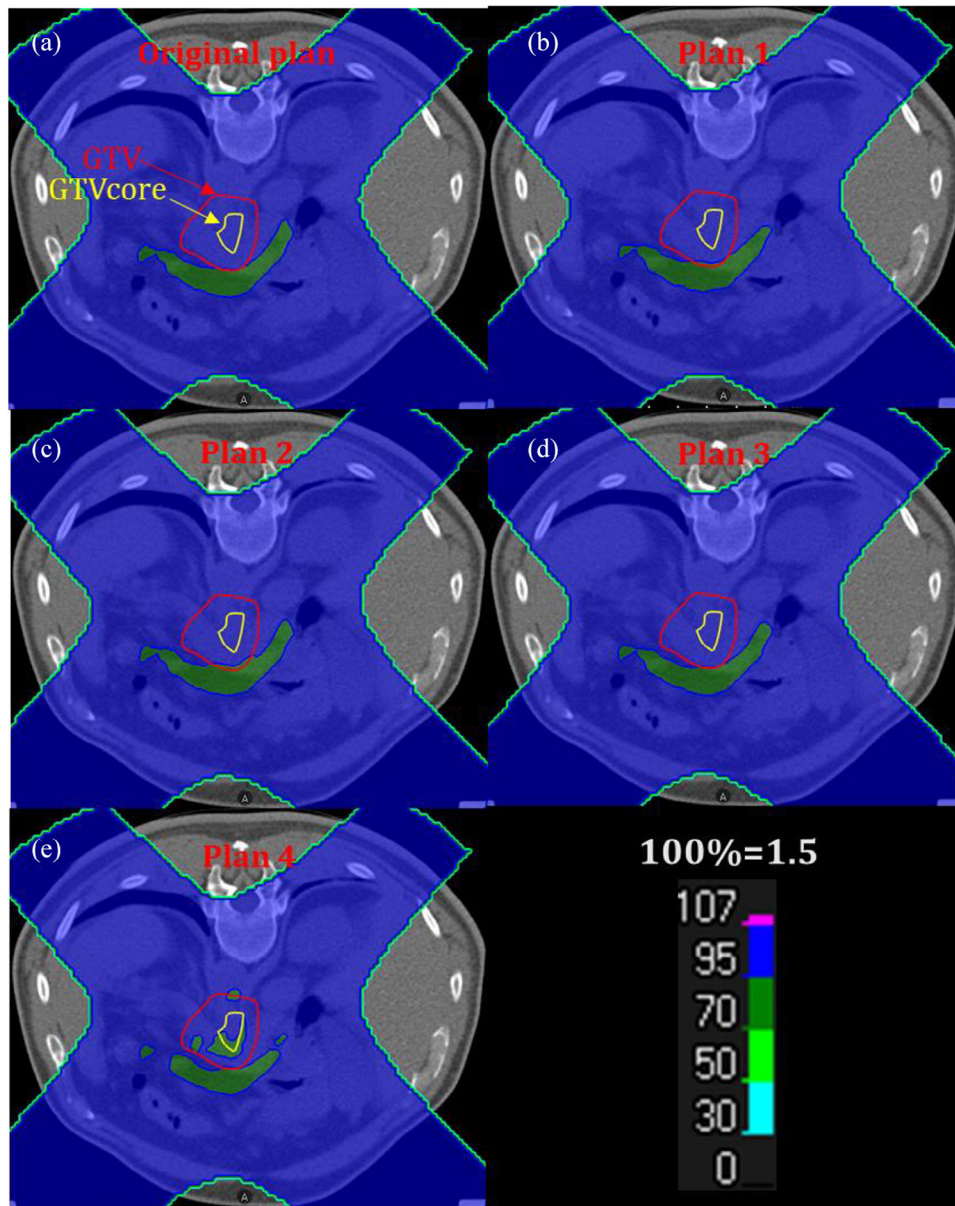 (a)
Original plan
GTV
GTVcore
A
(b)
Plan 1
A
(c)
Plan 2
A
(d)
Plan 3
A
(e)
Plan 4
A
100%=1.5
107
95
70
50
30
0